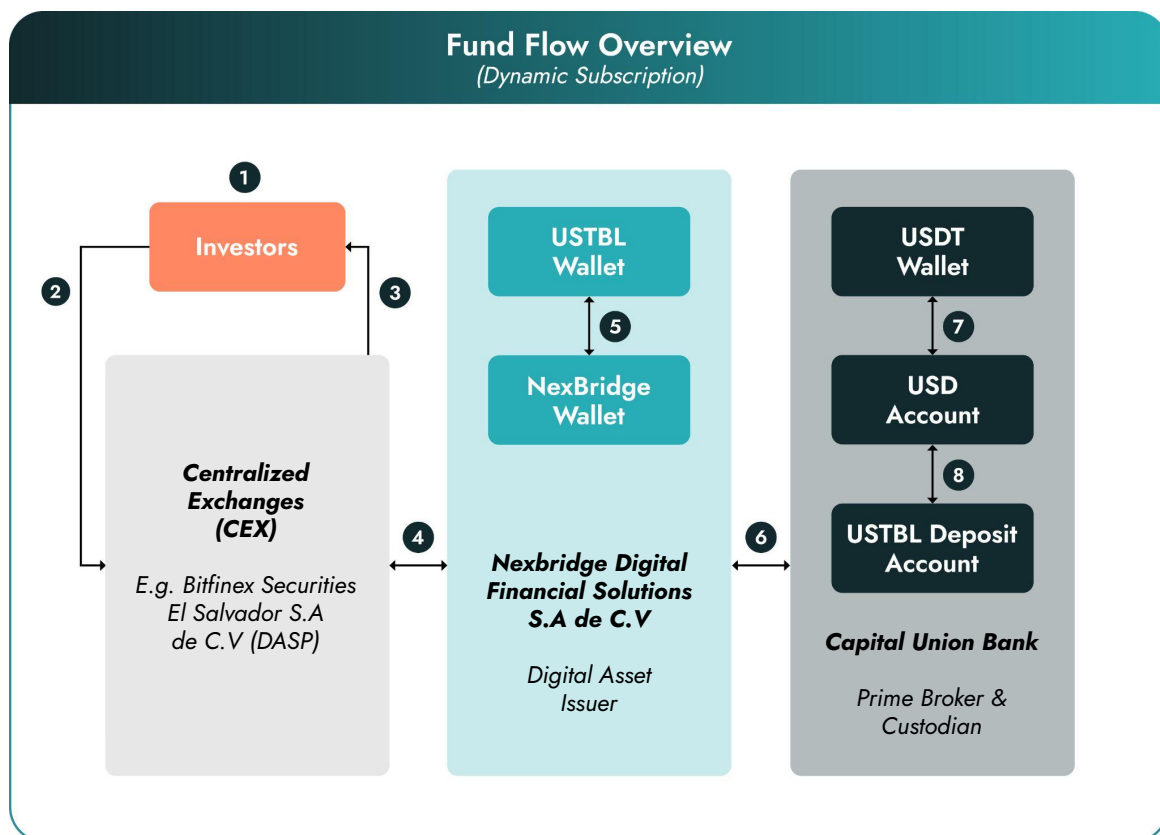 Fund Flow Overview
(Dynamic Subscription)
1
Investors
2
3
Centralized
Exchanges
(CEX)
E.g. Bitfinex Securities
El Salvador S.A
de C.V (DASP)
4
USTBL
Wallet
5
NexBridge
Wallet
Nexbridge Digital
Financial Solutions
S.A de C.V
Digital Asset
Issuer
6
USDT
Wallet
7
USD
Account
8
USTBL Deposit
Account
Capital Union Bank
Prime Broker &
Custodian